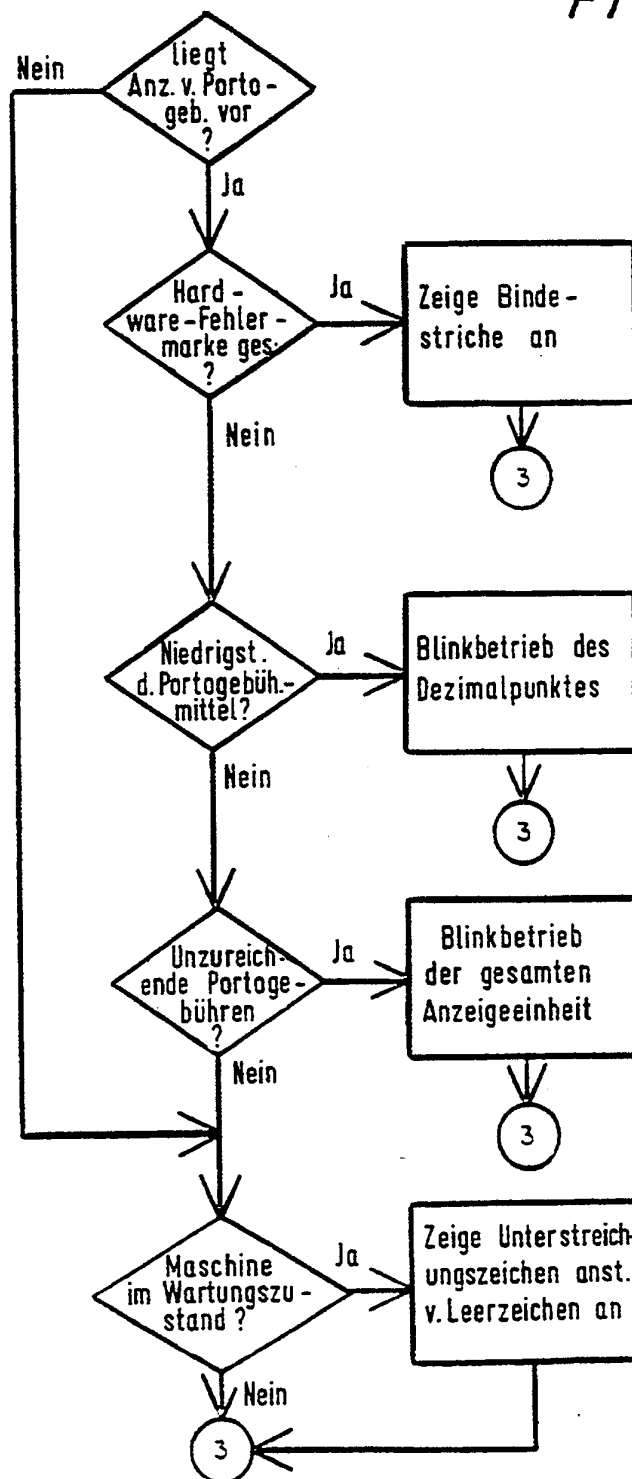 FI
Nein
liegt
Anz. v. Porto-
geb. vor
?
Ja
Hard-
ware-Fehler-
marke ges.
?
Ja
Zeige Binde-
striche an
3
Nein
Niedrigst.
d. Portogebüh.-
mittel?
Ja
Blinkbetrieb des
Dezimalpunktes
3
Nein
Unzureich-
ende Portoge-
bühren
?
Ja
Blinkbetrieb
der gesamten
Anzeigeeinheit
3
Nein
Maschine
im Wartungszu-
stand ?
Ja
Zeige Unterstreich-
ungszeichen anst.
v. Leerzeichen an
Nein
3